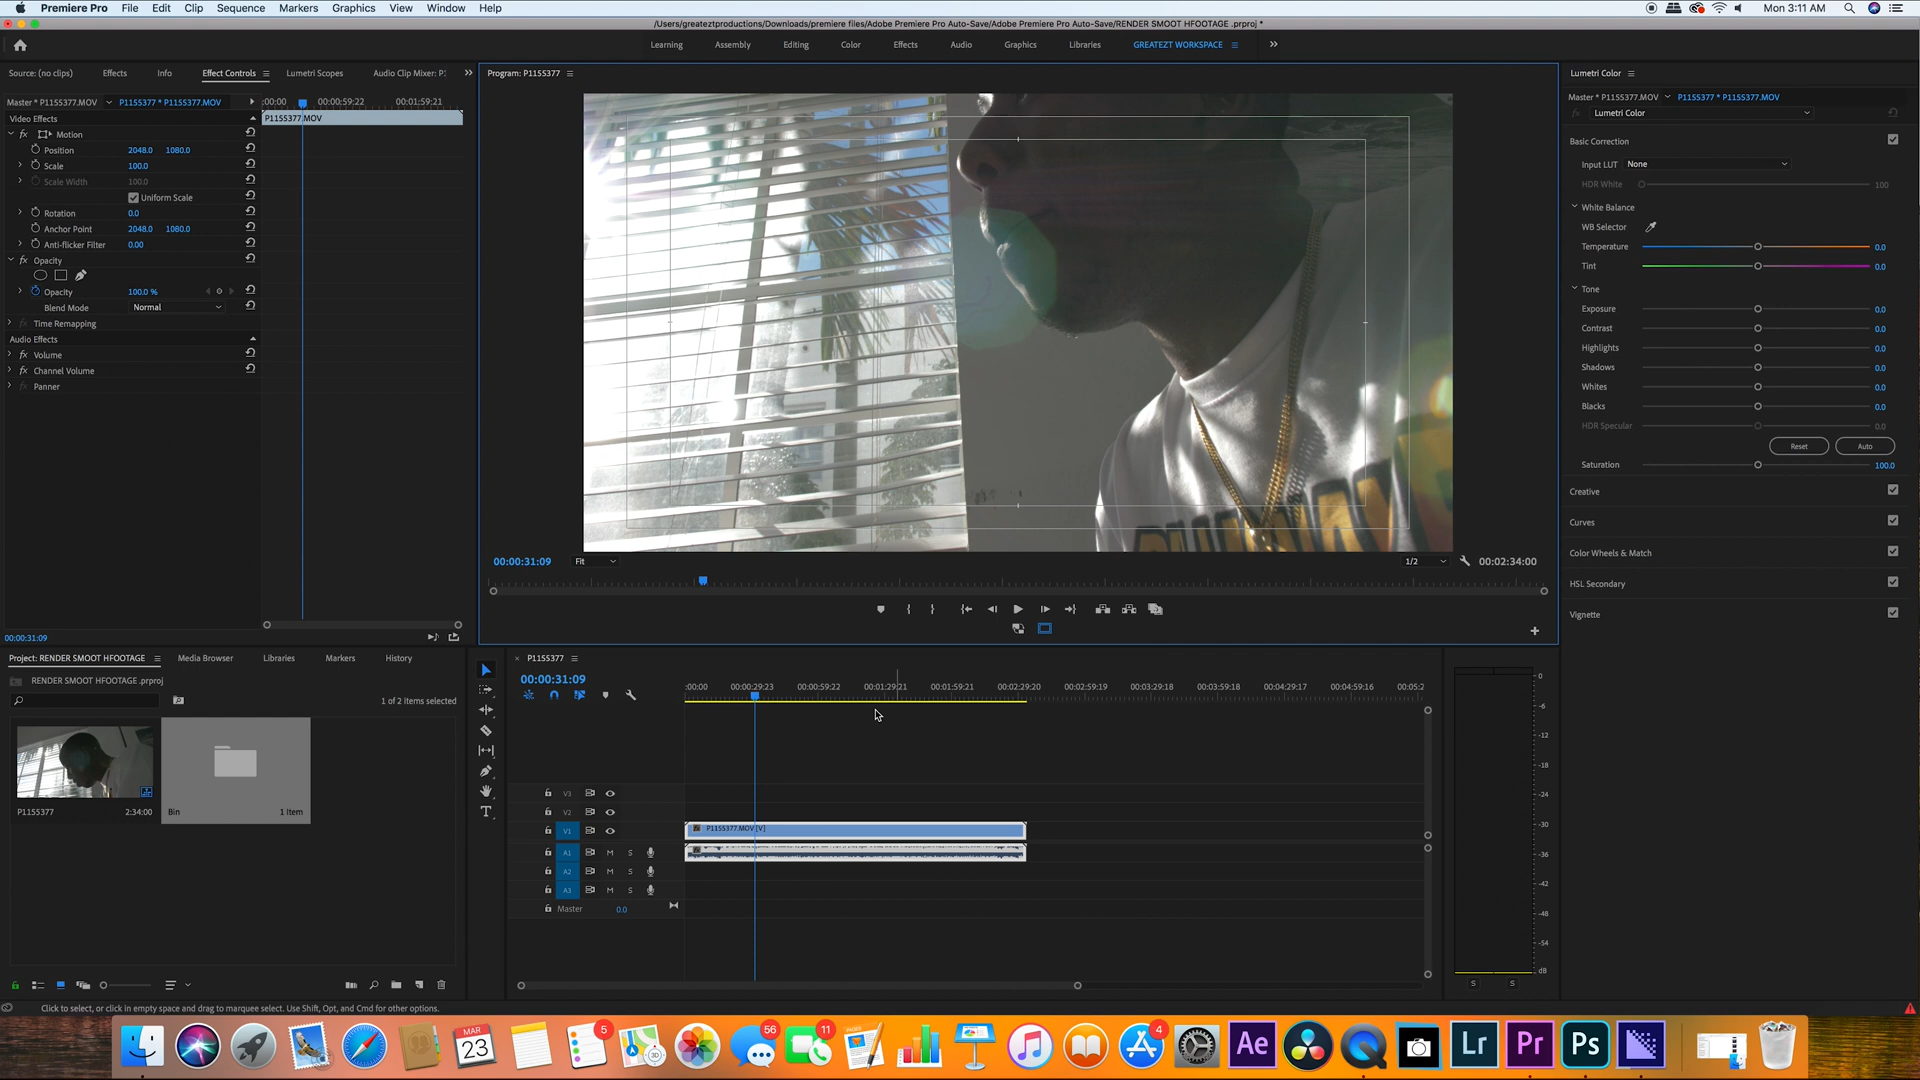 Premiere Pro File Edit Clip Sequence Markers Graphics View Window Help Mon 3:11 AM
/Users/greateztproductions/Downloads/premiere files/Adobe Premiere Pro Auto-Save/Adobe Premiere Pro Auto-Save/RENDER SMOOT HFOOTAGE .prproj *
Learning Assembly Editing Color Effects Audio Graphics Libraries GREATEZT WORKSPACE
Source: (no clips) Effects Info Effect Controls Lumetri Scopes Audio Clip Mixer: P:
Master * P1155377.MOV P1155377 * P1155377.MOV
:00:00 00:00:59:22 00:01:59:21
P1155377.MOV
Video Effects
fx Motion
Position 2048.0 1080.0
Scale 100.0
Scale Width 100.0
Uniform Scale
Rotation 0.0
Anchor Point 2048.0 1080.0
Anti-flicker Filter 0.00
fx Opacity
Opacity 100.0 %
Blend Mode Normal
fx Time Remapping
Audio Effects
fx Volume
fx Channel Volume
fx Panner
00:00:31:09
Program: P1155377
00:00:31:09 Fit 1/2 00:02:34:00
Lumetri Color
Master * P1155377.MOV P1155377 * P1155377.MOV
fx Lumetri Color
Basic Correction
Input LUT None
HDR White 100
White Balance
WB Selector
Temperature 0.0
Tint 0.0
Tone
Exposure 0.0
Contrast 0.0
Highlights 0.0
Shadows 0.0
Whites 0.0
Blacks 0.0
HDR Specular 0.0
Reset Auto
Saturation 100.0
Creative
Curves
Color Wheels & Match
HSL Secondary
Vignette
Project: RENDER SMOOT HFOOTAGE Media Browser Libraries Markers History
RENDER SMOOT HFOOTAGE .prproj
1 of 2 items selected
P1155377 2:34:00 Bin 1 Item
P1155377
00:00:31:09
:00:00 00:00:29:23 00:00:59:22 00:01:29:21 00:01:59:21 00:02:29:20 00:02:59:19 00:03:29:18 00:03:59:18 00:04:29:17 00:04:59:16 00:05:2
V3
V2
V1 P1155377.MOV [V]
A1 M S
A2 M S
A3 M S
Master 0.0
0
-6
-12
-18
-24
-30
-36
-42
-48
-54
dB
S S
Click to select, or click in empty space and drag to marquee select. Use Shift, Opt, and Cmd for other options.
MAR
23 5 56 11 PAGES 4 Ae Lr Pr Ps